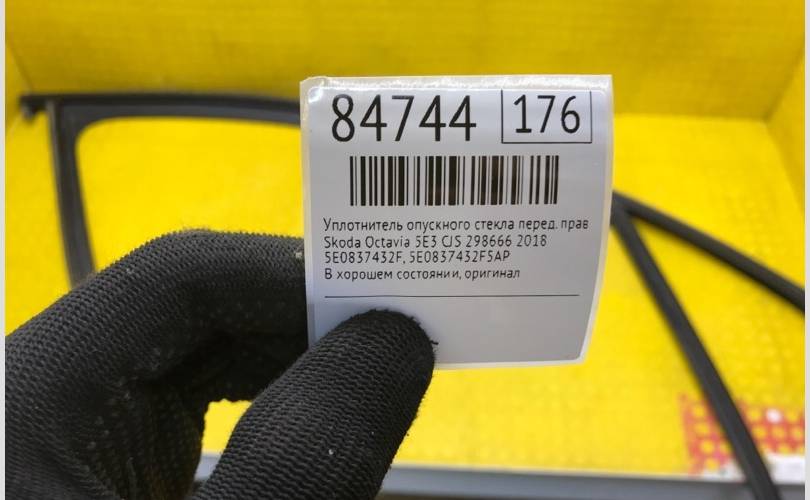 84744 176
Уплотнитель опускного стекла перед. прав
Skoda Octavia 5E3 CJS 298666 2018
5E0837432F, 5E0837432F5AP
В хорошем состоянии, оригинал